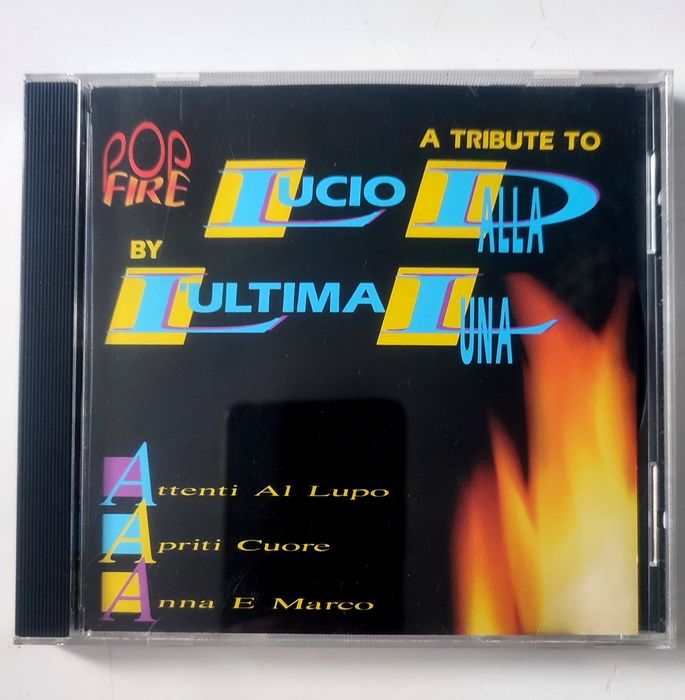 POP
FIRE
A TRIBUTE TO
LUCIO DALLA
BY
L'ULTIMA LUNA
Attenti Al Lupo
Apriti Cuore
Anna E Marco